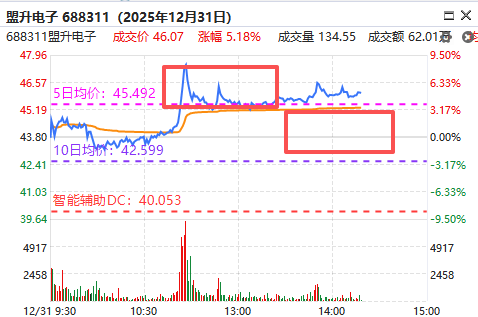 盟升电子 688311（2025年12月31日）
688311盟升电子 成交价 46.07 涨幅 5.18% 成交量 134.55 成交额 62.01万
47.96 9.50%
46.57 6.33%
5日均价：45.492
45.19 3.17%
43.80 0.00%
10日均价：42.599
42.41 -3.17%
41.03 -6.33%
智能辅助DC：40.053
39.64 -9.50%
4917 4917
2458 2458
12/31 9:30 10:30 13:00 14:00 15:00